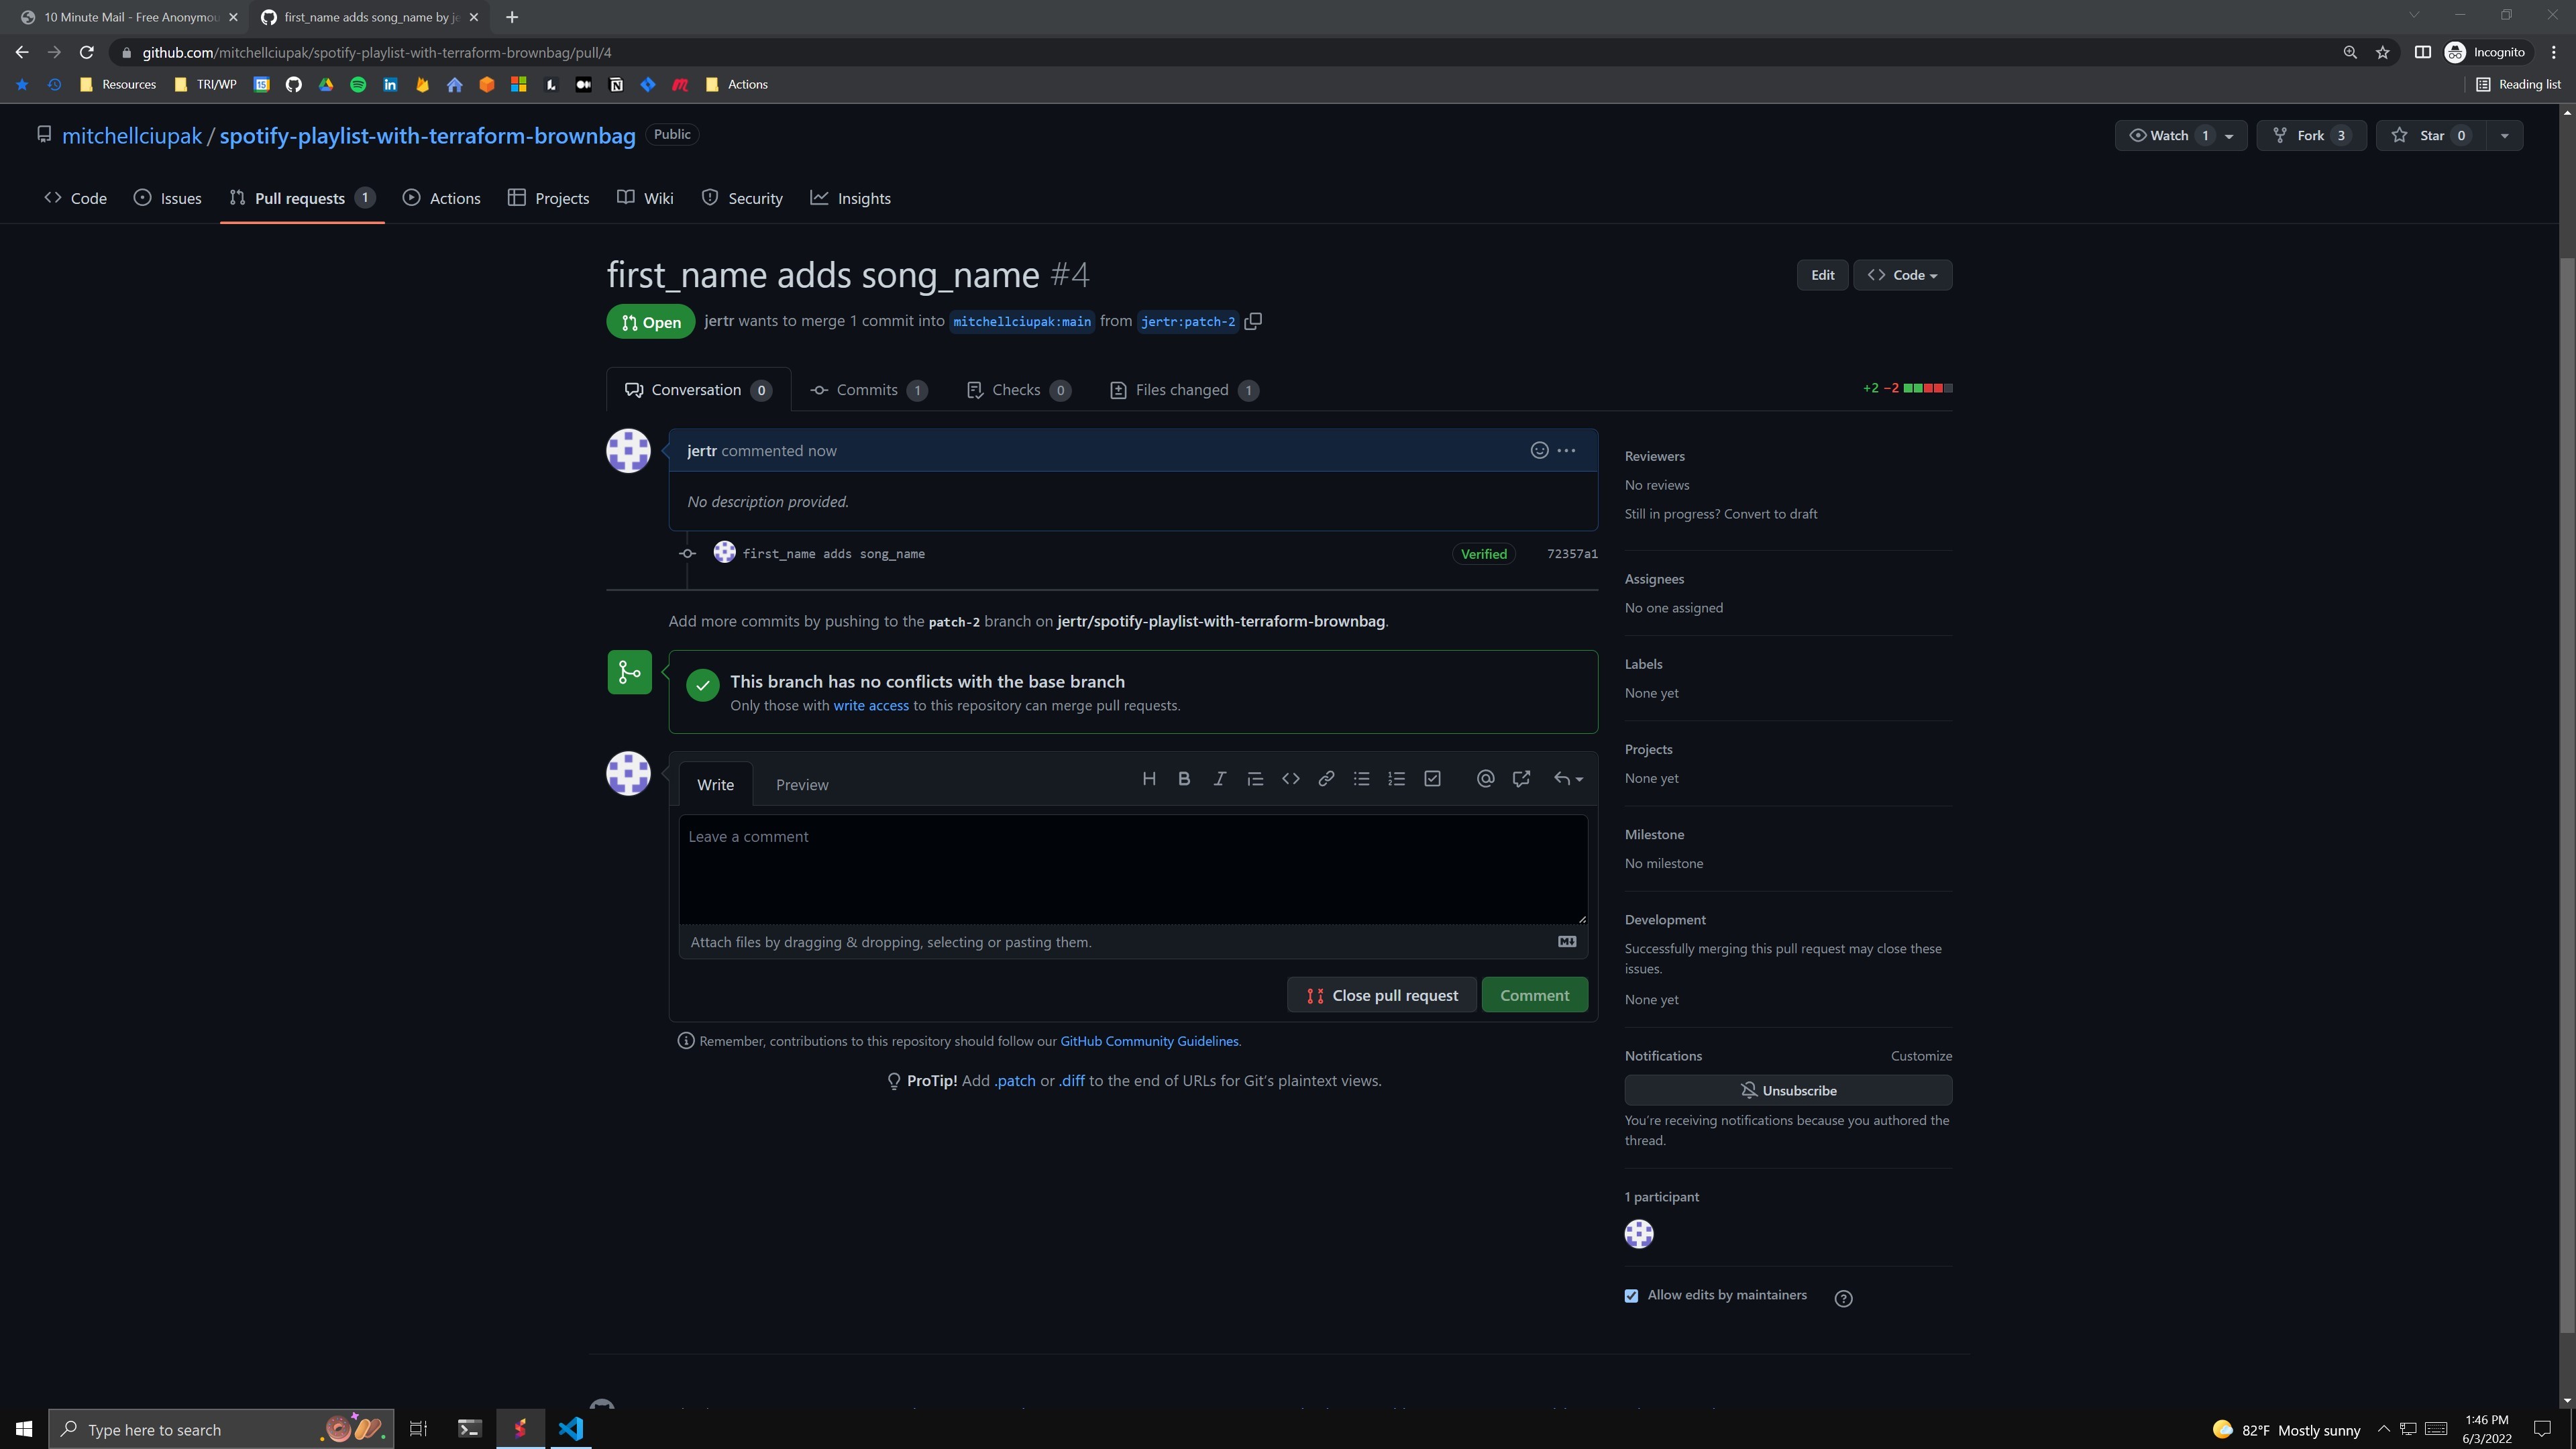 10 Minute Mail - Free Anonymou
first_name adds song_name by je
github.com/mitchellciupak/spotify-playlist-with-terraform-brownbag/pull/4
Incognito
Resources
TRI/WP
Actions
Reading list
mitchellciupak / spotify-playlist-with-terraform-brownbag Public
Watch 1
Fork 3
Star 0
Code
Issues
Pull requests 1
Actions
Projects
Wiki
Security
Insights
first_name adds song_name #4
Edit
Code
Open jertr wants to merge 1 commit into mitchellciupak:main from jertr:patch-2
Conversation 0
Commits 1
Checks 0
Files changed 1
+2 −2
jertr commented now
No description provided.
first_name adds song_name
Verified
72357a1
Add more commits by pushing to the patch-2 branch on jertr/spotify-playlist-with-terraform-brownbag.
This branch has no conflicts with the base branch
Only those with write access to this repository can merge pull requests.
Write
Preview
Leave a comment
Attach files by dragging & dropping, selecting or pasting them.
Close pull request
Comment
Remember, contributions to this repository should follow our GitHub Community Guidelines.
ProTip! Add .patch or .diff to the end of URLs for Git's plaintext views.
Reviewers
No reviews
Still in progress? Convert to draft
Assignees
No one assigned
Labels
None yet
Projects
None yet
Milestone
No milestone
Development
Successfully merging this pull request may close these
issues.
None yet
Notifications
Customize
Unsubscribe
You're receiving notifications because you authored the
thread.
1 participant
Allow edits by maintainers
Type here to search
82°F Mostly sunny
1:46 PM
6/3/2022